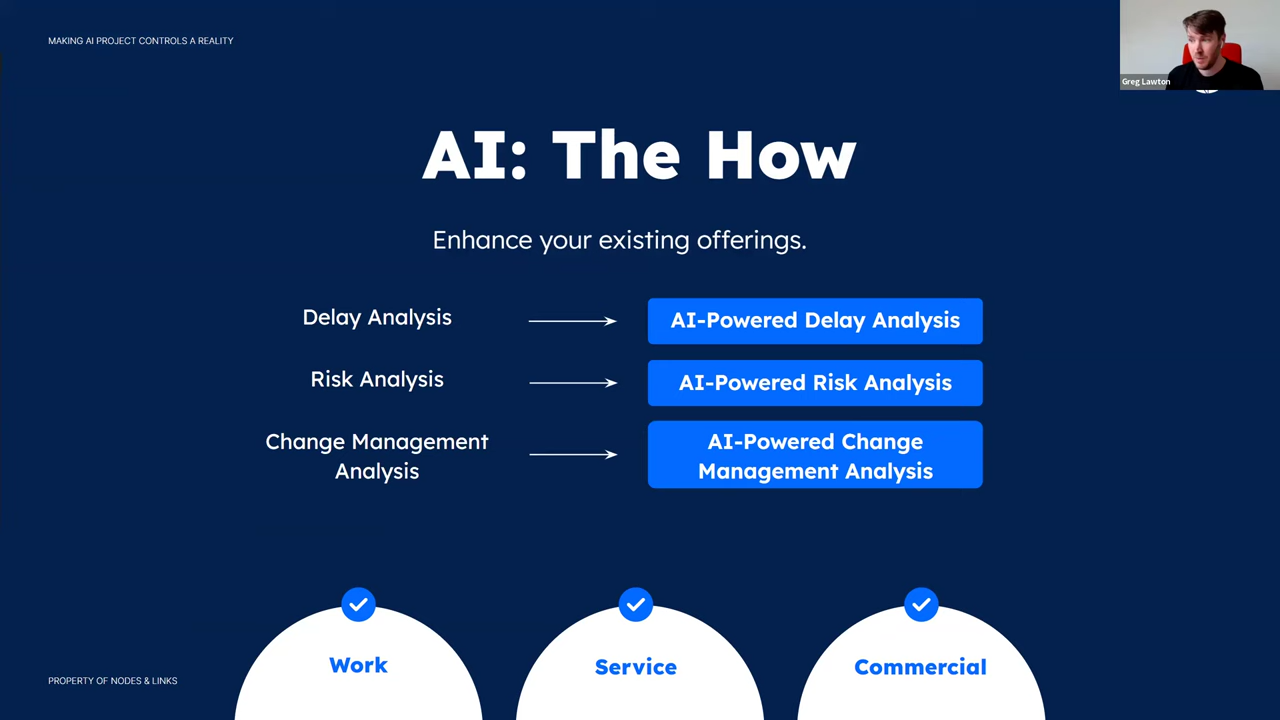 MAKING AI PROJECT CONTROLS A REALITY
Greg Lawton
AI: The How
Enhance your existing offerings.
Delay Analysis
AI-Powered Delay Analysis
Risk Analysis
AI-Powered Risk Analysis
Change Management
Analysis
AI-Powered Change
Management Analysis
Work
Service
Commercial
PROPERTY OF NODES & LINKS